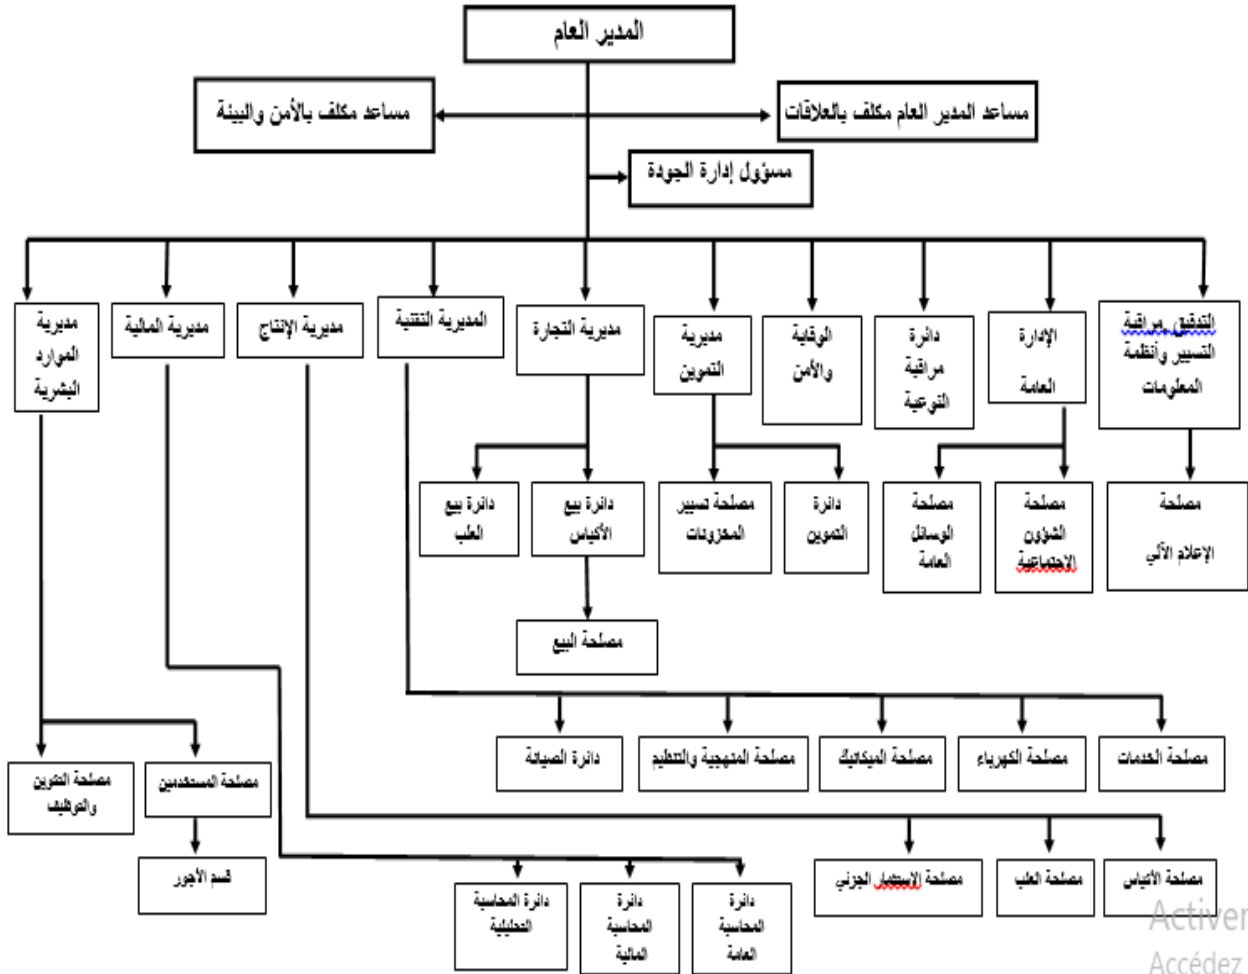 المدير العام
مساعد المدير العام مكلف بالعلاقات
مساعد مكلف بالأمن والبيئة
مسؤول إدارة الجودة
التدقيق ,مراقبة
التسيير وأنظمة
المعلومات
الإدارة
العامة
دائرة
مراقبة
النوعية
الوقاية
والأمن
مديرية
التموين
مديرية التجارة
المديرية التقنية
مديرية الإنتاج
مديرية المالية
مديرية
الموارد
البشرية
مصلحة
الإعلام الآلي
مصلحة
الشؤون
الاجتماعية
مصلحة
الوسائل
العامة
دائرة
التموين
مصلحة تسيير
المخزونات
دائرة بيع
الأكياس
دائرة بيع
العلب
مصلحة البيع
مصلحة الخدمات
مصلحة الكهرباء
مصلحة الميكانيك
مصلحة المنهجية والتنظيم
دائرة الصيانة
مصلحة المستخدمين
مصلحة التكوين
والتوظيف
مصلحة الأكياس
مصلحة العلب
مصلحة الاستثمار الجزئي
قسم الأجور
دائرة
المحاسبة
العامة
دائرة
المحاسبة
المالية
دائرة المحاسبة
التحليلية
Activer
Accédez